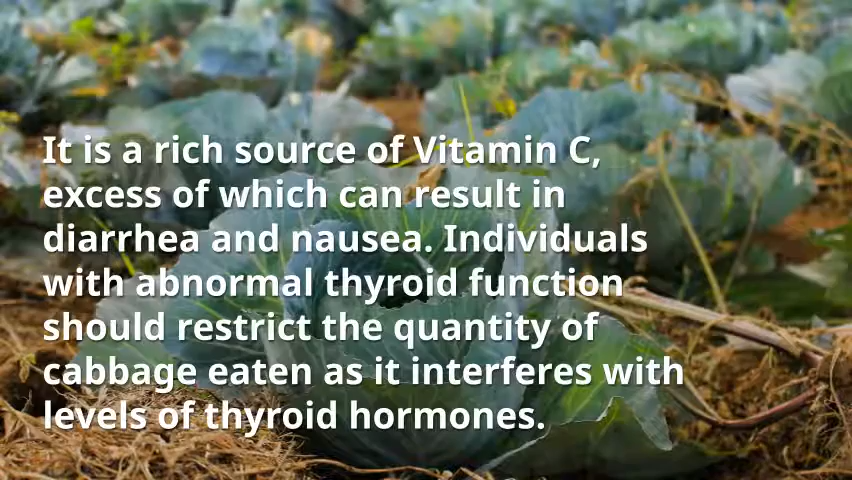 It is a rich source of Vitamin C,
excess of which can result in
diarrhea and nausea. Individuals
with abnormal thyroid function
should restrict the quantity of
cabbage eaten as it interferes with
levels of thyroid hormones.